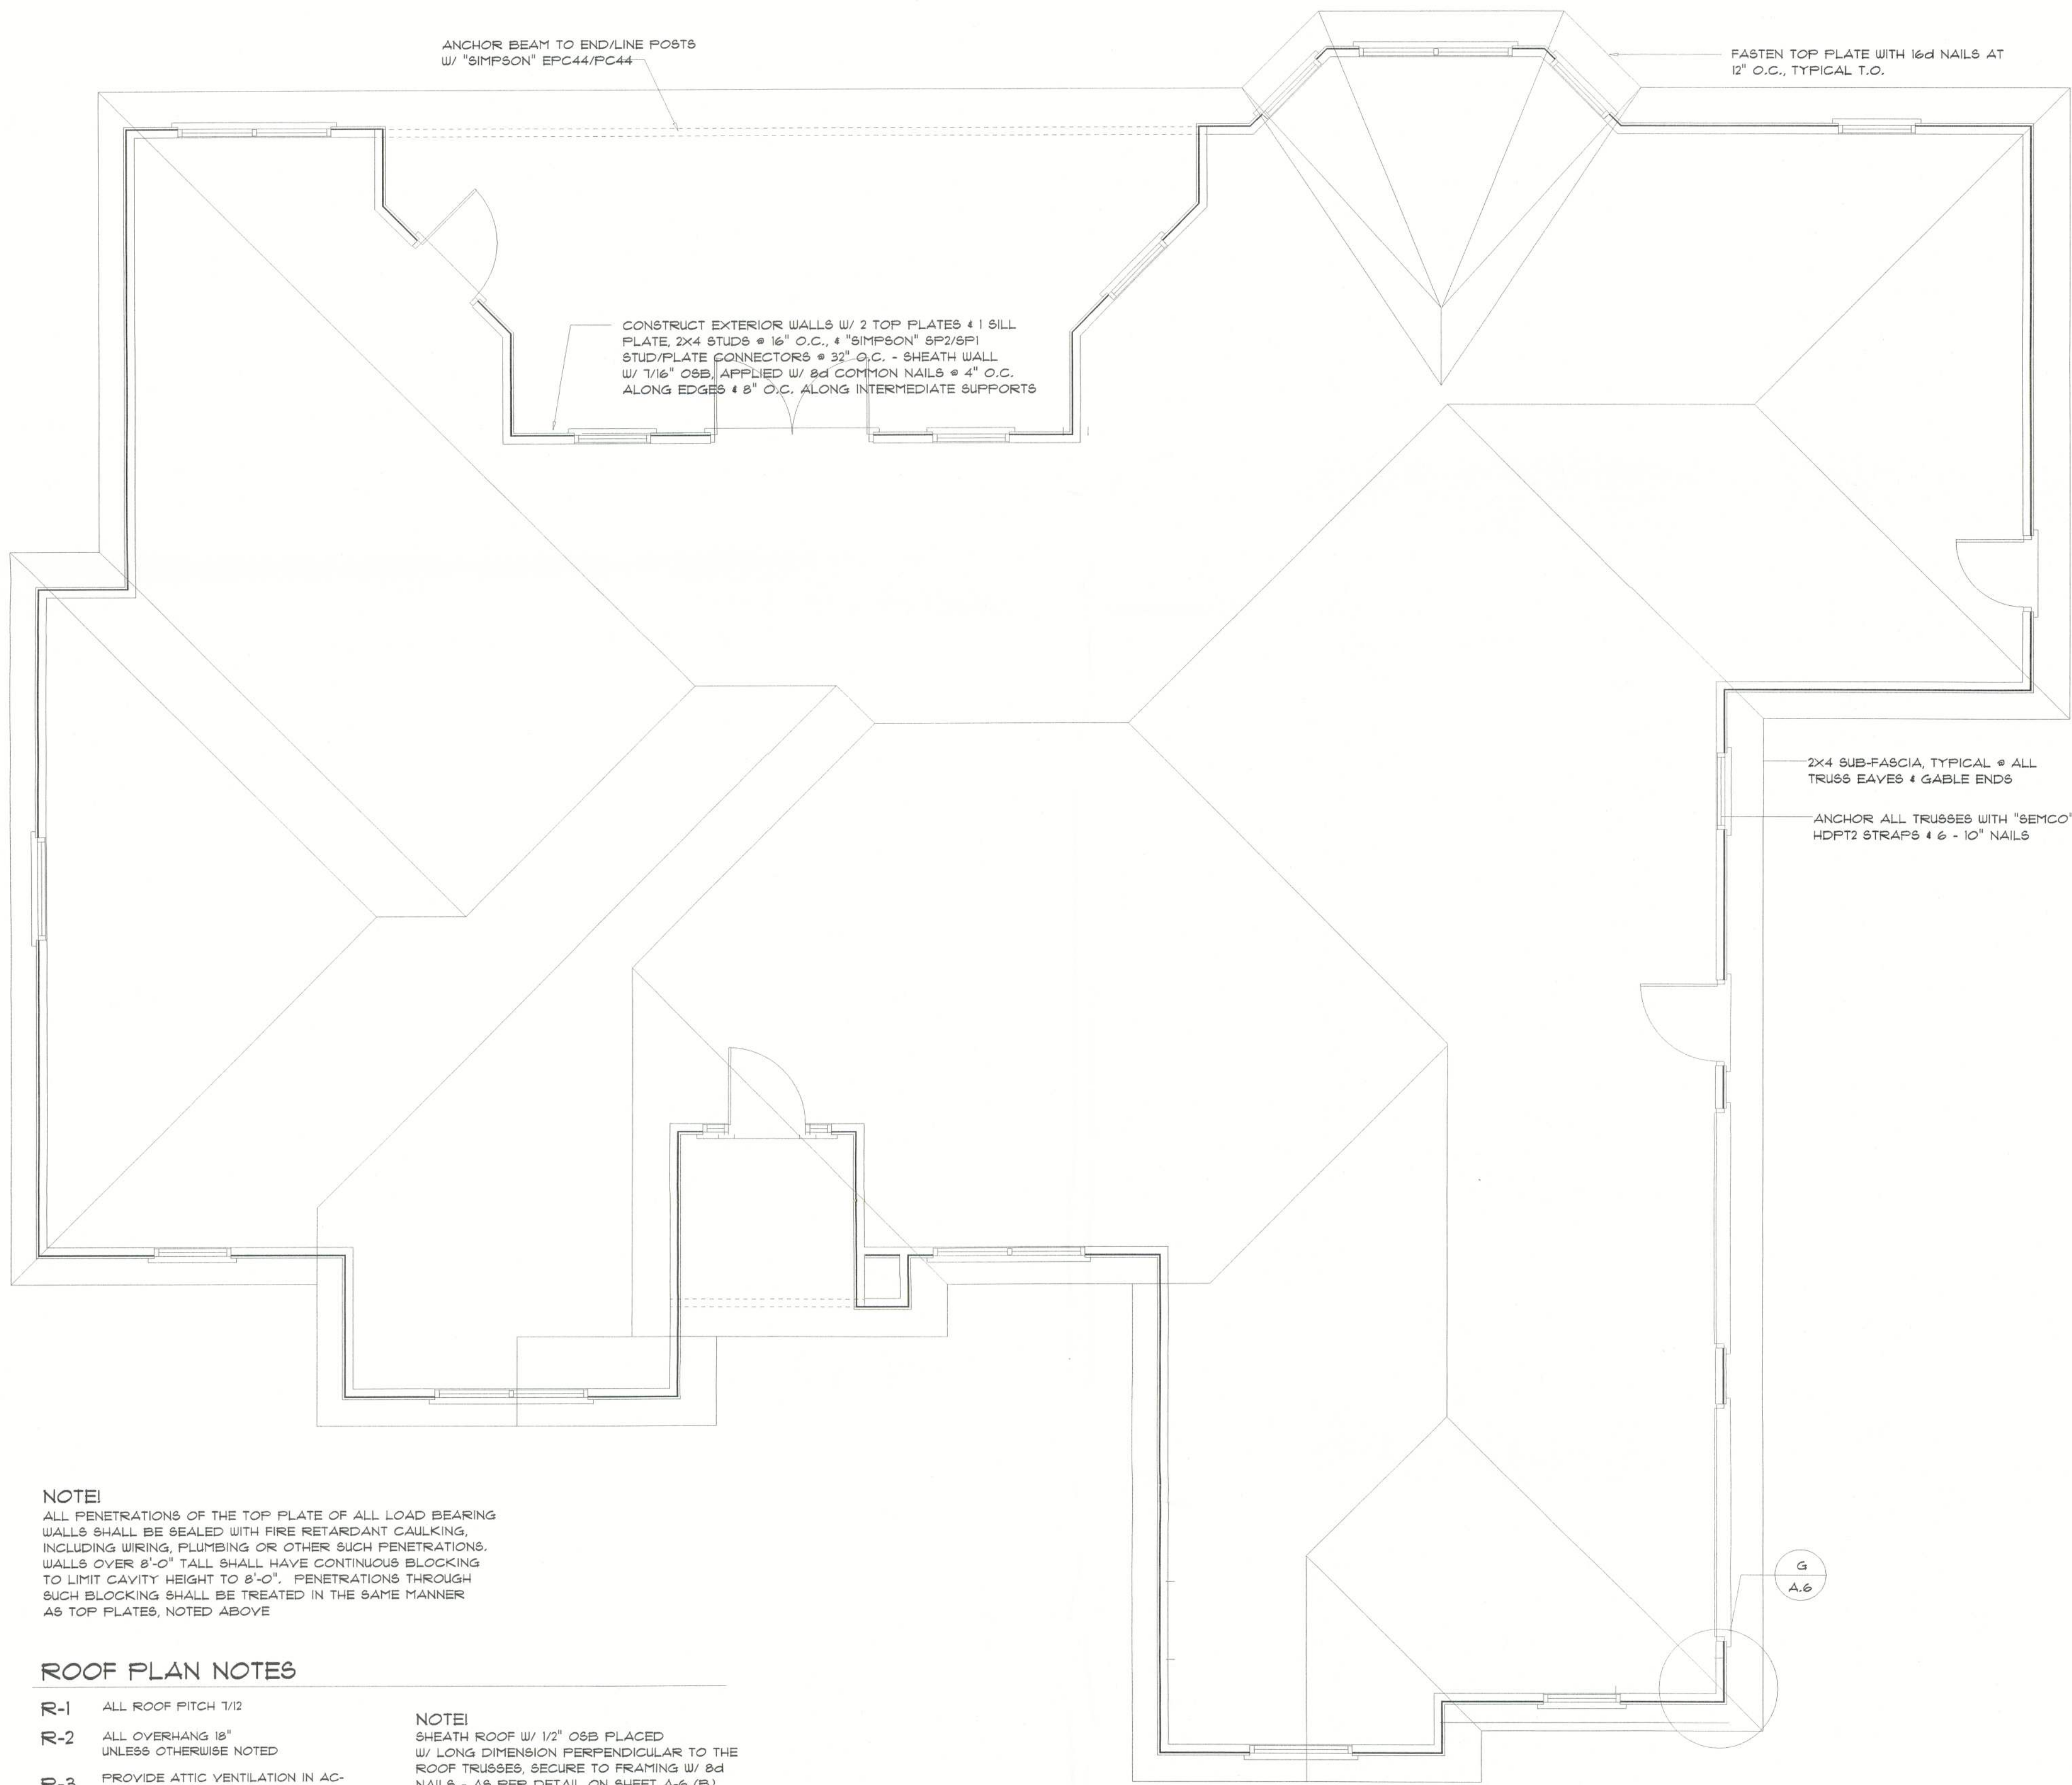 ANCHOR BEAM TO END/LINE POSTS
W/ "SIMPSON" EPC44/PC44
FASTEN TOP PLATE WITH 16d NAILS AT
12" O.C., TYPICAL T.O.
CONSTRUCT EXTERIOR WALLS W/ 2 TOP PLATES & 1 SILL
PLATE, 2X4 STUDS @ 16" O.C., & "SIMPSON" SP2/SP1
STUD/PLATE CONNECTORS @ 32" O.C. - SHEATH WALL
W/ 7/16" OSB, APPLIED W/ 8d COMMON NAILS @ 4" O.C.
ALONG EDGES & 8" O.C. ALONG INTERMEDIATE SUPPORTS
2X4 SUB-FASCIA, TYPICAL @ ALL
TRUSS EAVES & GABLE ENDS
ANCHOR ALL TRUSSES WITH "SEMCO"
HDPT2 STRAPS & 6 - 10" NAILS
NOTE!
ALL PENETRATIONS OF THE TOP PLATE OF ALL LOAD BEARING
WALLS SHALL BE SEALED WITH FIRE RETARDANT CAULKING,
INCLUDING WIRING, PLUMBING OR OTHER SUCH PENETRATIONS.
WALLS OVER 8'-0" TALL SHALL HAVE CONTINUOUS BLOCKING
TO LIMIT CAVITY HEIGHT TO 8'-0". PENETRATIONS THROUGH
SUCH BLOCKING SHALL BE TREATED IN THE SAME MANNER
AS TOP PLATES, NOTED ABOVE
G
A.6
ROOF PLAN NOTES
R-1 ALL ROOF PITCH 7/12
R-2 ALL OVERHANG 18"
UNLESS OTHERWISE NOTED
R-3 PROVIDE ATTIC VENTILATION IN AC-
NOTE!
SHEATH ROOF W/ 1/2" OSB PLACED
W/ LONG DIMENSION PERPENDICULAR TO THE
ROOF TRUSSES, SECURE TO FRAMING W/ 8d
NAILS - AS PER DETAIL ON SHEET A-6 (B)